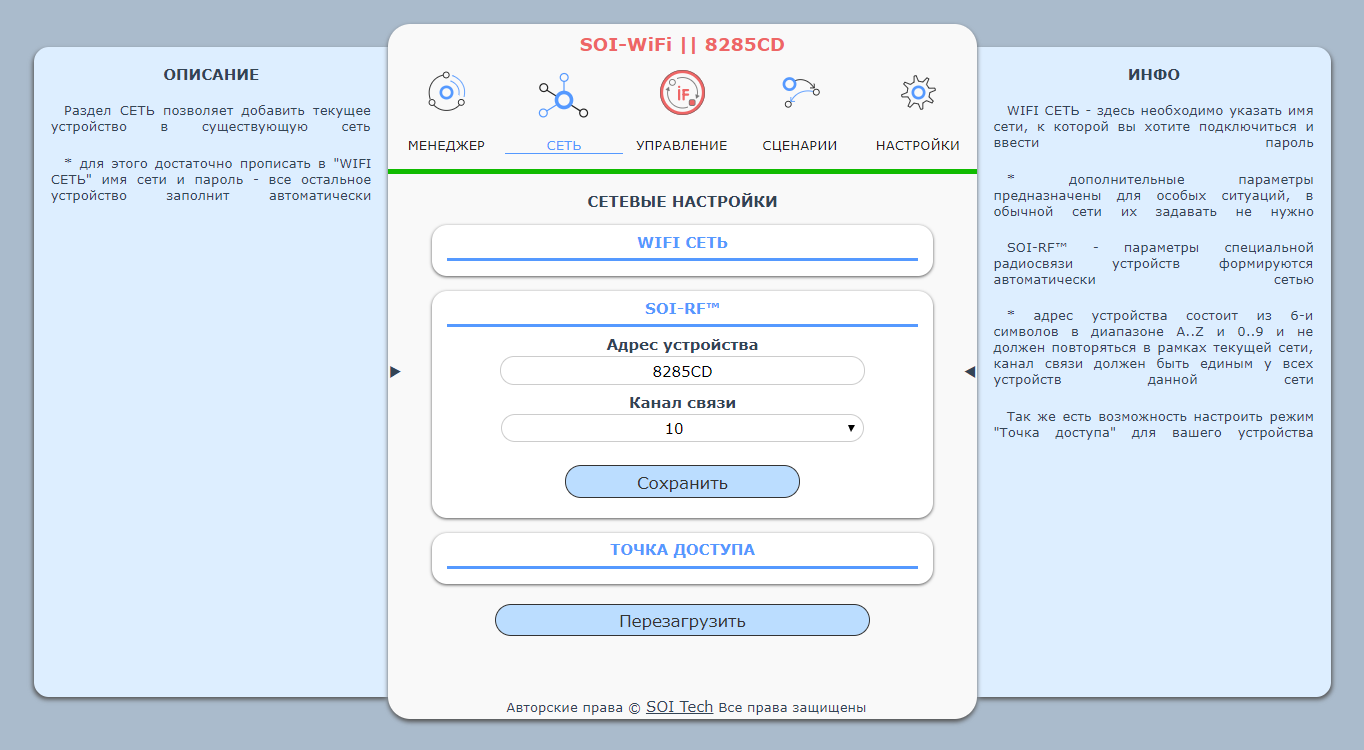 SOI-WiFi || 8285CD
МЕНЕДЖЕР
СЕТЬ
iF
УПРАВЛЕНИЕ
СЦЕНАРИИ
НАСТРОЙКИ
ОПИСАНИЕ
Раздел СЕТЬ позволяет добавить текущее
устройство в существующую сеть
* для этого достаточно прописать в "WIFI
СЕТЬ" имя сети и пароль - все остальное
устройство заполнит автоматически
СЕТЕВЫЕ НАСТРОЙКИ
WIFI СЕТЬ
SOI-RF™
Адрес устройства
8285CD
Канал связи
10
Сохранить
ТОЧКА ДОСТУПА
Перезагрузить
Авторские права © SOI Tech Все права защищены
ИНФО
WIFI СЕТЬ - здесь необходимо указать имя
сети, к которой вы хотите подключиться и
ввести пароль
* дополнительные параметры
предназначены для особых ситуаций, в
обычной сети их задавать не нужно
SOI-RF™ - параметры специальной
радиосвязи устройств формируются
автоматически сетью
* адрес устройства состоит из 6-и
символов в диапазоне A..Z и 0..9 и не
должен повторяться в рамках текущей сети,
канал связи должен быть единым у всех
устройств данной сети
Так же есть возможность настроить режим
"Точка доступа" для вашего устройства